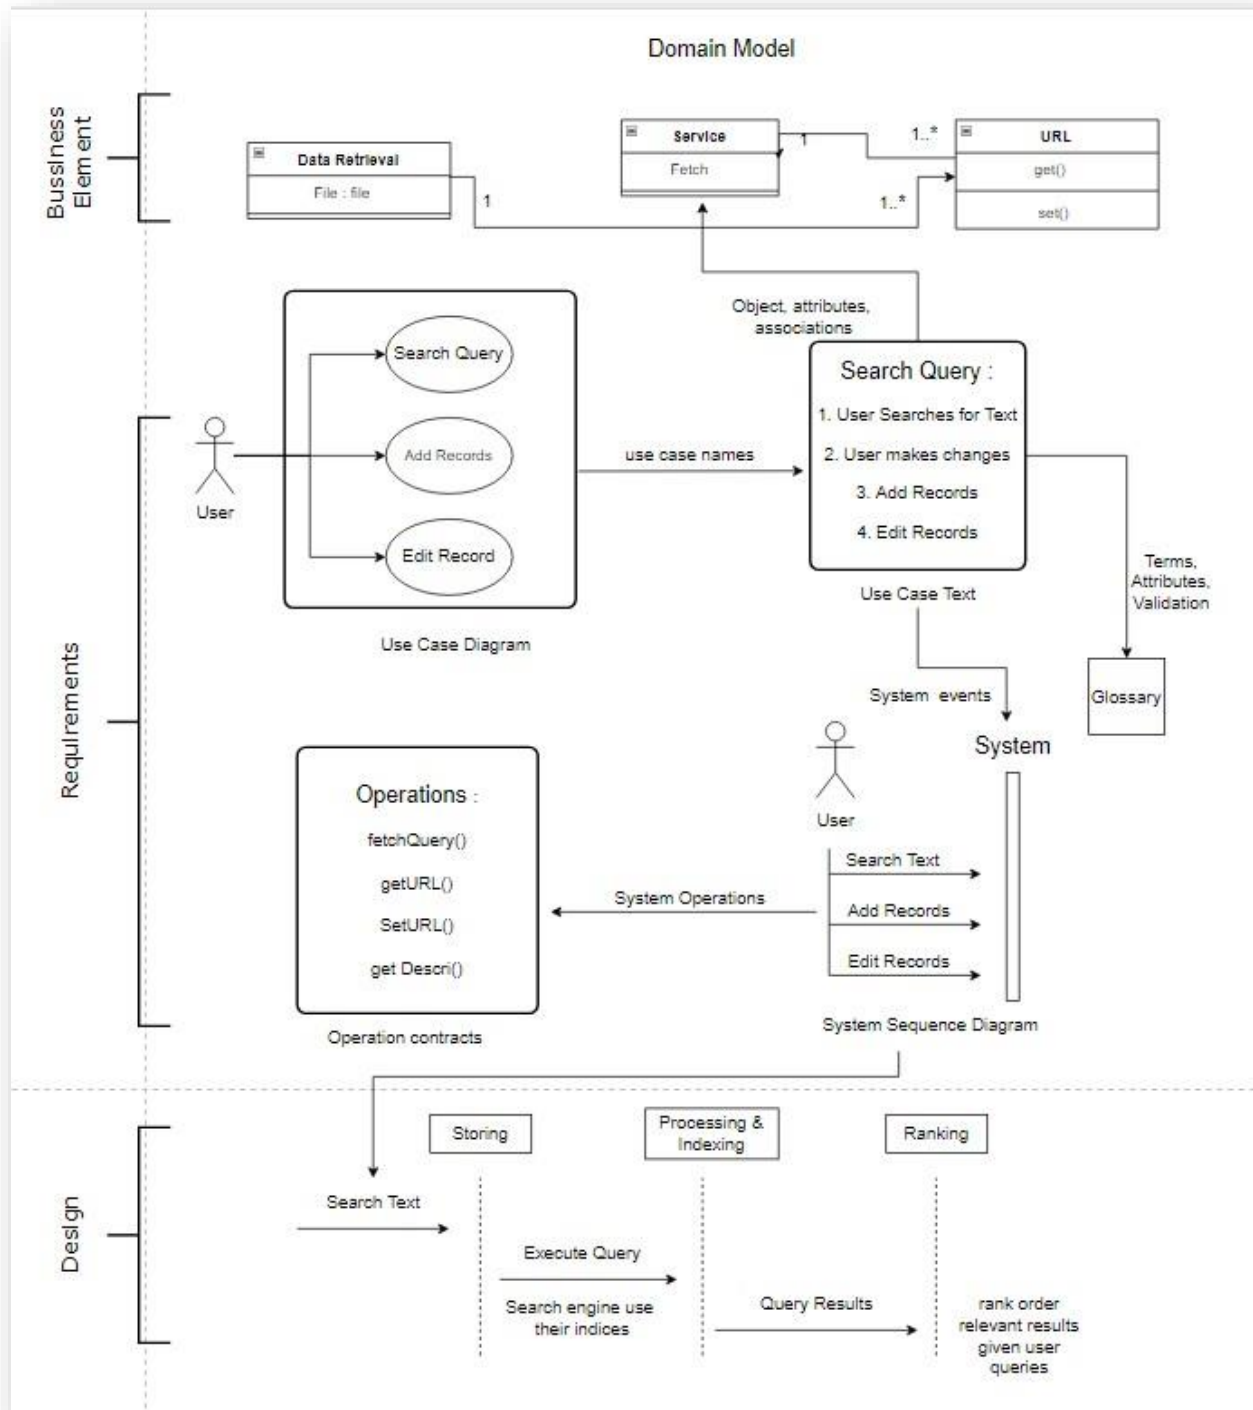 Domain Model
Bussiness
Element
Data Retrieval
File : file
1
Service
Fetch
1
1..*
1..*
URL
get()
set()
Object, attributes,
associations
Requirements
User
Search Query
Add Records
Edit Record
Use Case Diagram
use case names
Search Query :
1. User Searches for Text
2. User makes changes
3. Add Records
4. Edit Records
Use Case Text
Terms,
Attributes,
Validation
Glossary
System events
System
User
Search Text
Add Records
Edit Records
System Sequence Diagram
System Operations
Operations :
fetchQuery()
getURL()
SetURL()
get Descri()
Operation contracts
Design
Storing
Processing &
Indexing
Ranking
Search Text
Execute Query
Search engine use
their indices
Query Results
rank order
relevant results
given user
queries